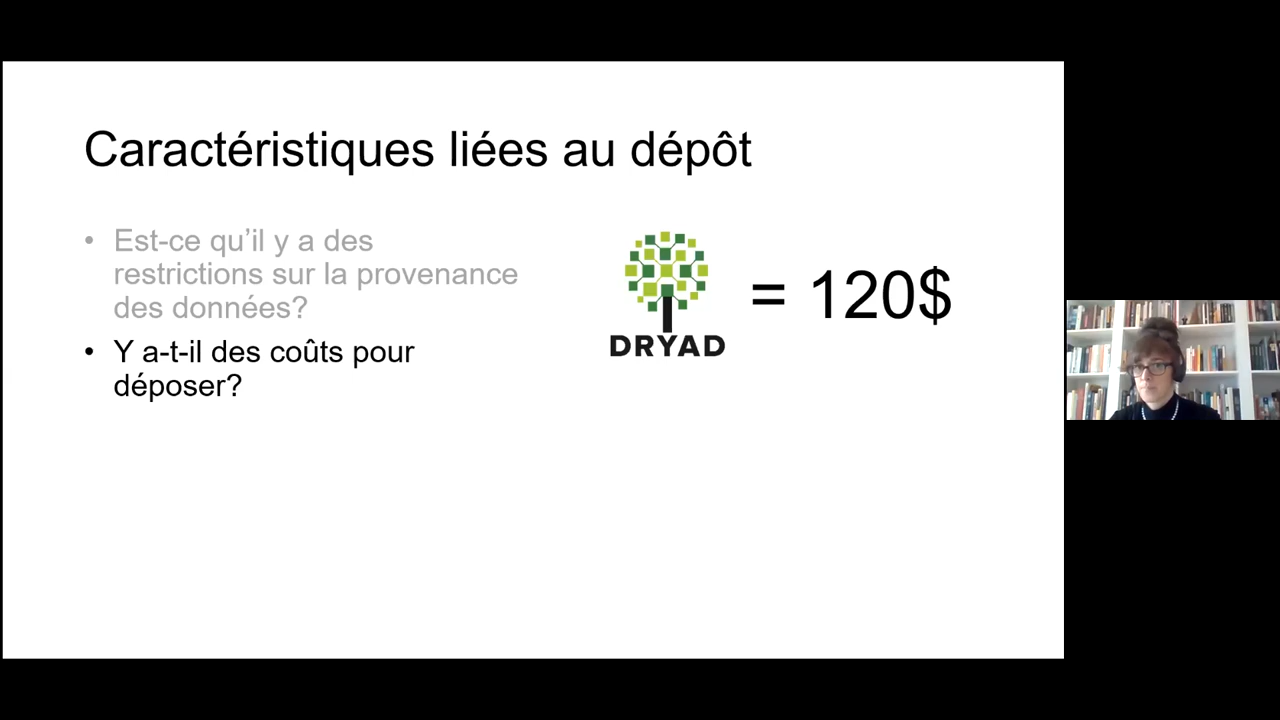 Caractéristiques liées au dépôt
• Est-ce qu'il y a des
restrictions sur la provenance
des données?
• Y a-t-il des coûts pour
déposer?
DRYAD
= 120$